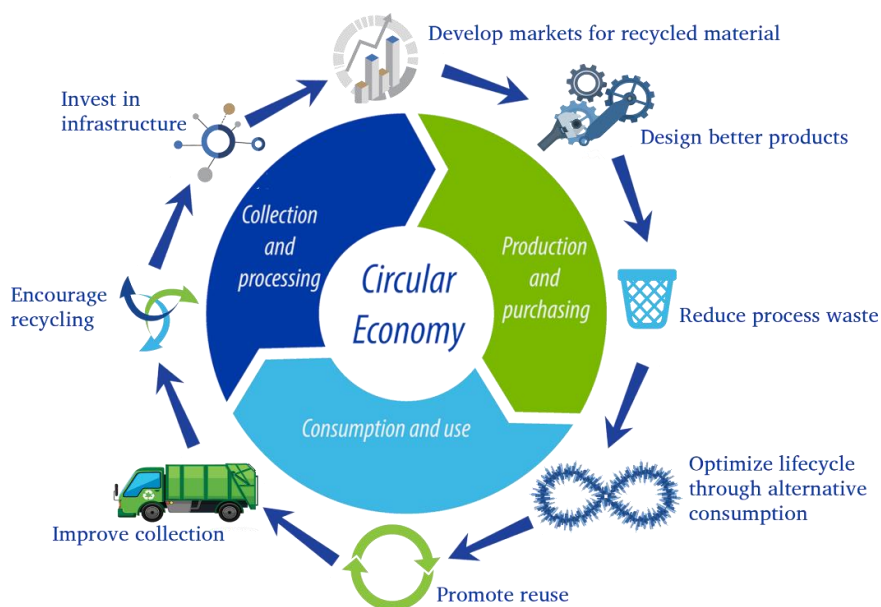 Develop markets for recycled material
Design better products
Reduce process waste
Optimize lifecycle
through alternative
consumption
Promote reuse
Improve collection
Encourage
recycling
Invest in
infrastructure
Collection
and
processing
Production
and
purchasing
Consumption and use
Circular
Economy